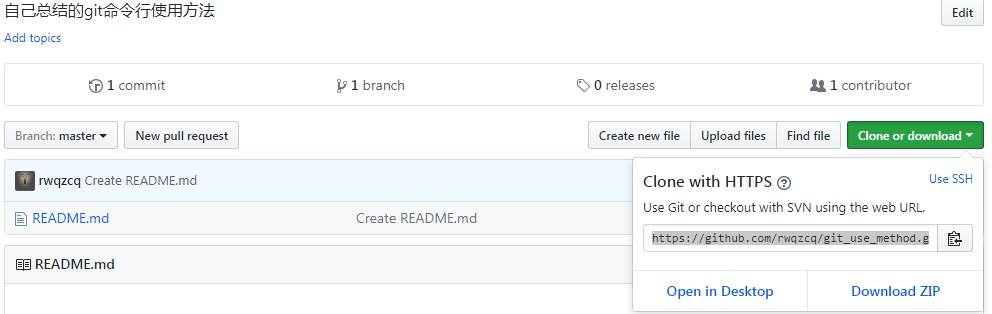 自己总结的git命令行使用方法
Edit
Add topics
1 commit
1 branch
0 releases
1 contributor
Branch: master
New pull request
Create new file
Upload files
Find file
Clone or download
rwqzcq Create README.md
README.md
Create README.md
README.md
Clone with HTTPS
Use SSH
Use Git or checkout with SVN using the web URL.
https://github.com/rwqzcq/git_use_method.g
Open in Desktop
Download ZIP